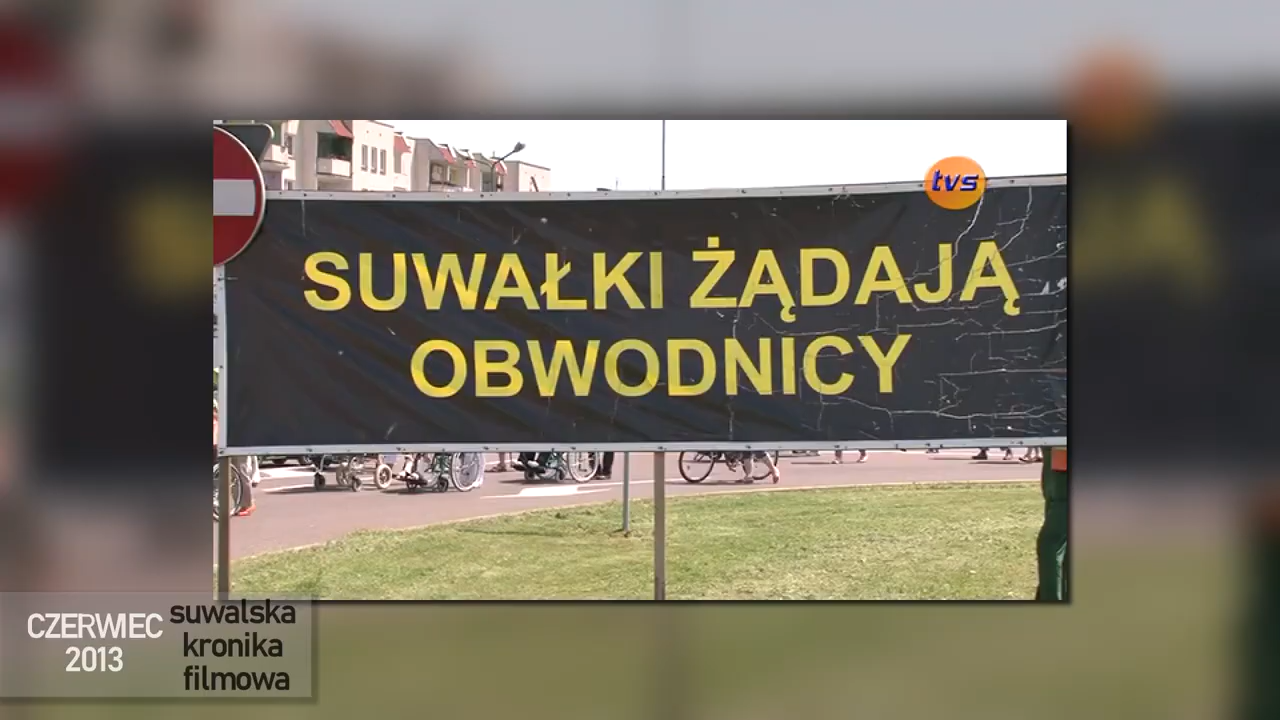 tvs
SUWAŁKI ŻĄDAJĄ
OBWODNICY
CZERWIEC
2013
suwalska
kronika
filmowa